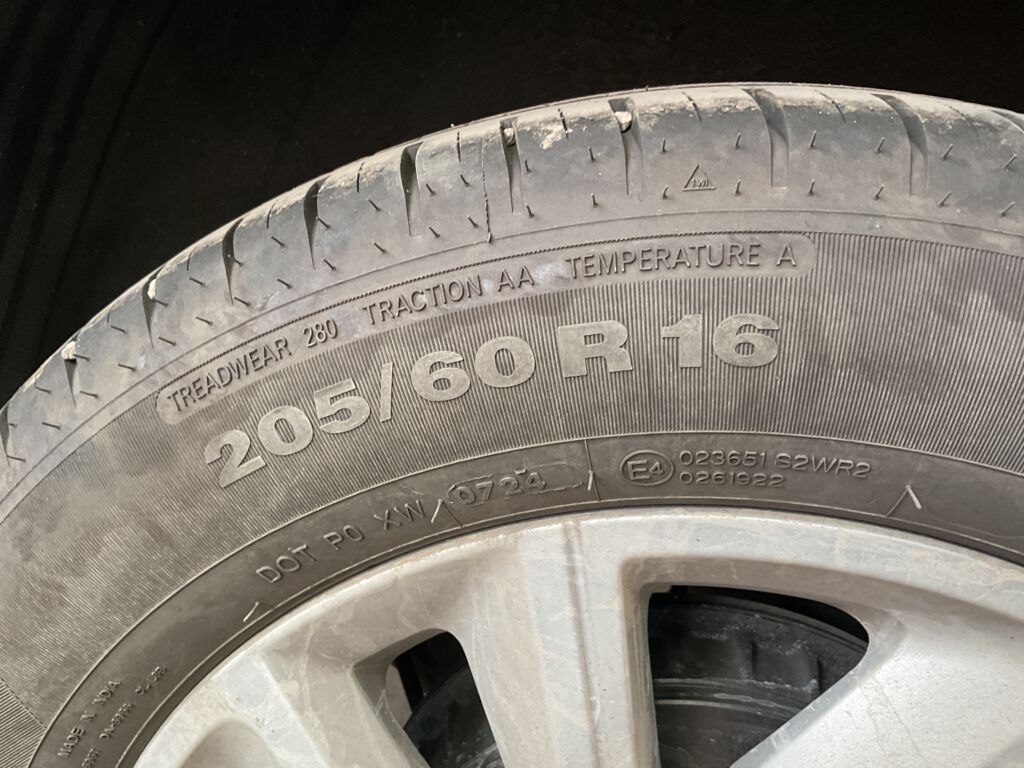 TWI
TREADWEAR 280 TRACTION AA TEMPERATURE A
205/60 R 16
DOT P0 XW 0724
E4 023651 S2WR2
0261922
MADE IN INDIA